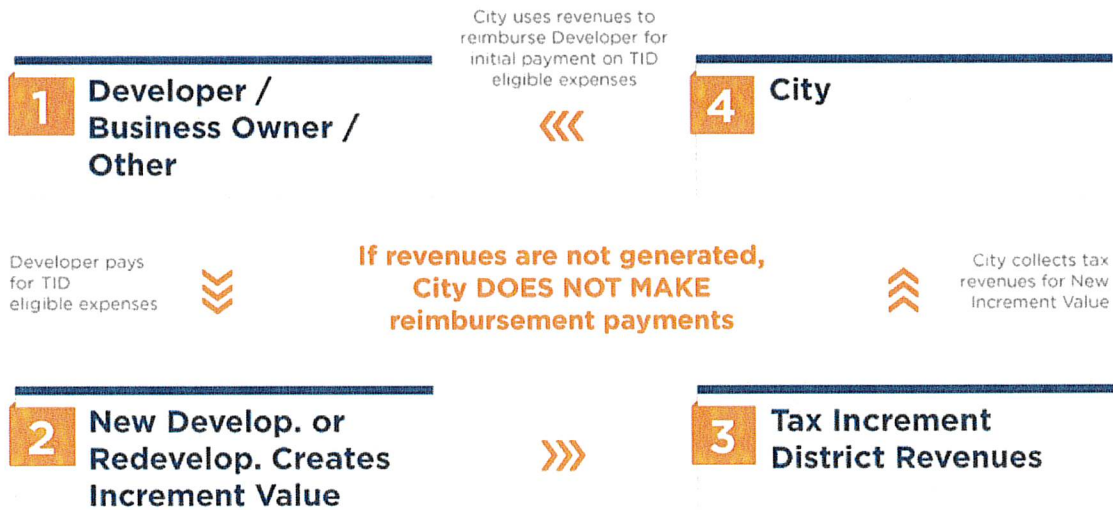 City uses revenues to
reimburse Developer for
initial payment on TID
eligible expenses
1
Developer /
Business Owner /
Other
4
City
Developer pays
for TID
eligible expenses
If revenues are not generated,
City DOES NOT MAKE
reimbursement payments
City collects tax
revenues for New
Increment Value
2
New Develop. or
Redevelop. Creates
Increment Value
3
Tax Increment
District Revenues